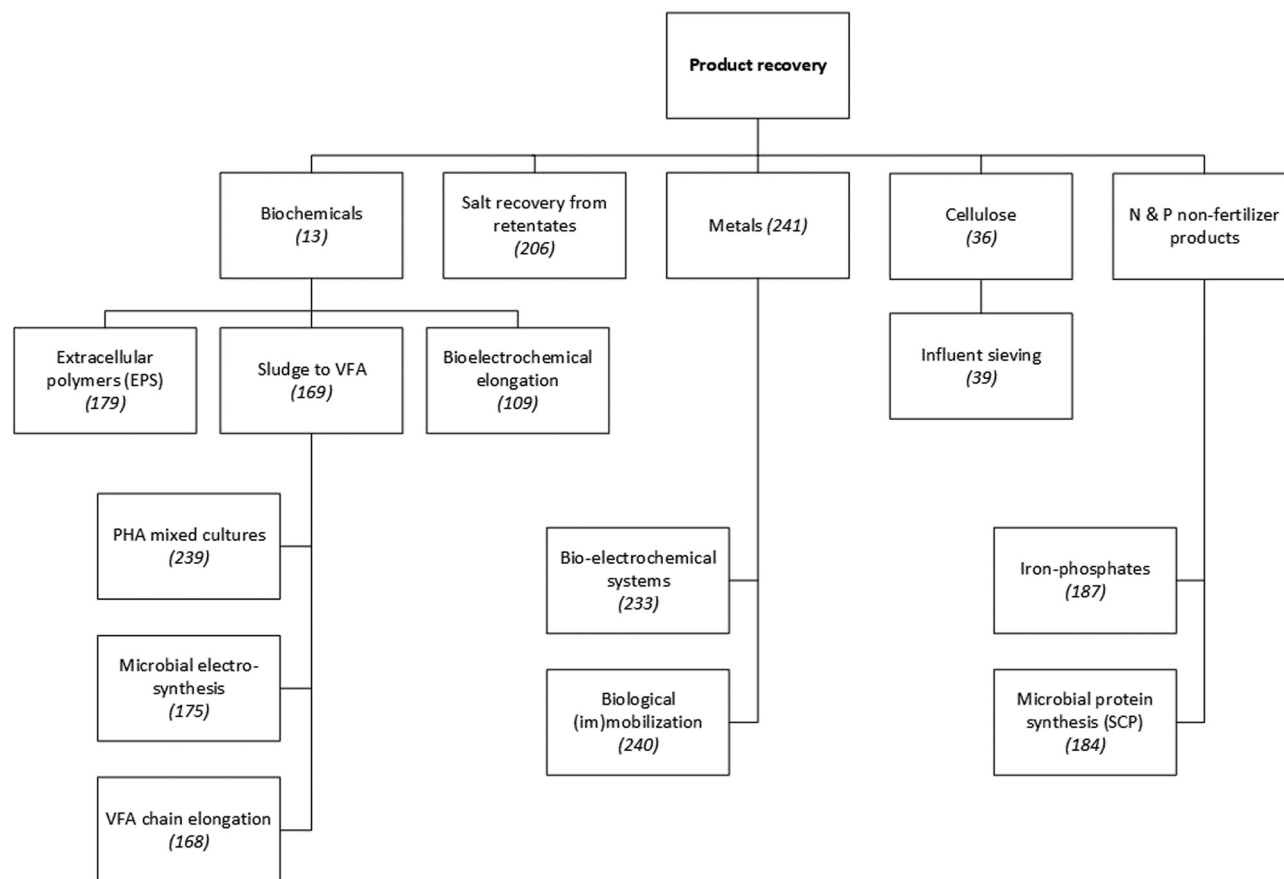 Product recovery
Biochemicals
(13)
Salt recovery from
retentates
(206)
Metals (241)
Cellulose
(36)
N & P non-fertilizer
products
Extracellular
polymers (EPS)
(179)
Sludge to VFA
(169)
Bioelectrochemical
elongation
(109)
Influent sieving
(39)
PHA mixed cultures
(239)
Microbial electro-
synthesis
(175)
VFA chain elongation
(168)
Bio-electrochemical
systems
(233)
Biological
(im)mobilization
(240)
Iron-phosphates
(187)
Microbial protein
synthesis (SCP)
(184)